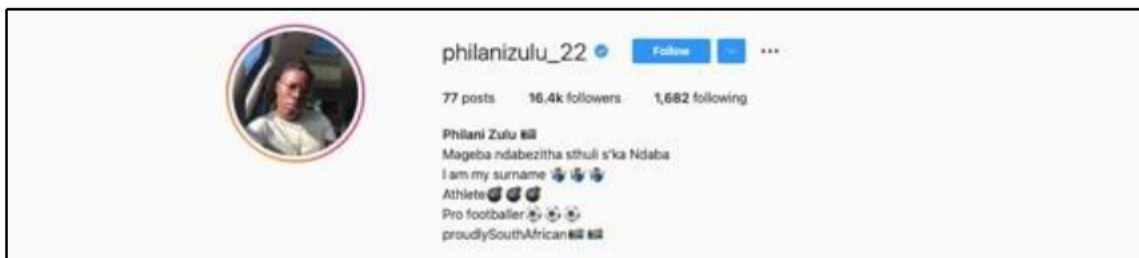 philanizulu_22 Follow
77 posts 16.4k followers 1,682 following
Philani Zulu
Mageba ndabezitha sthuli s'ka Ndaba
I am my surname
Athlete
Pro footballer
proudlySouthAfrican